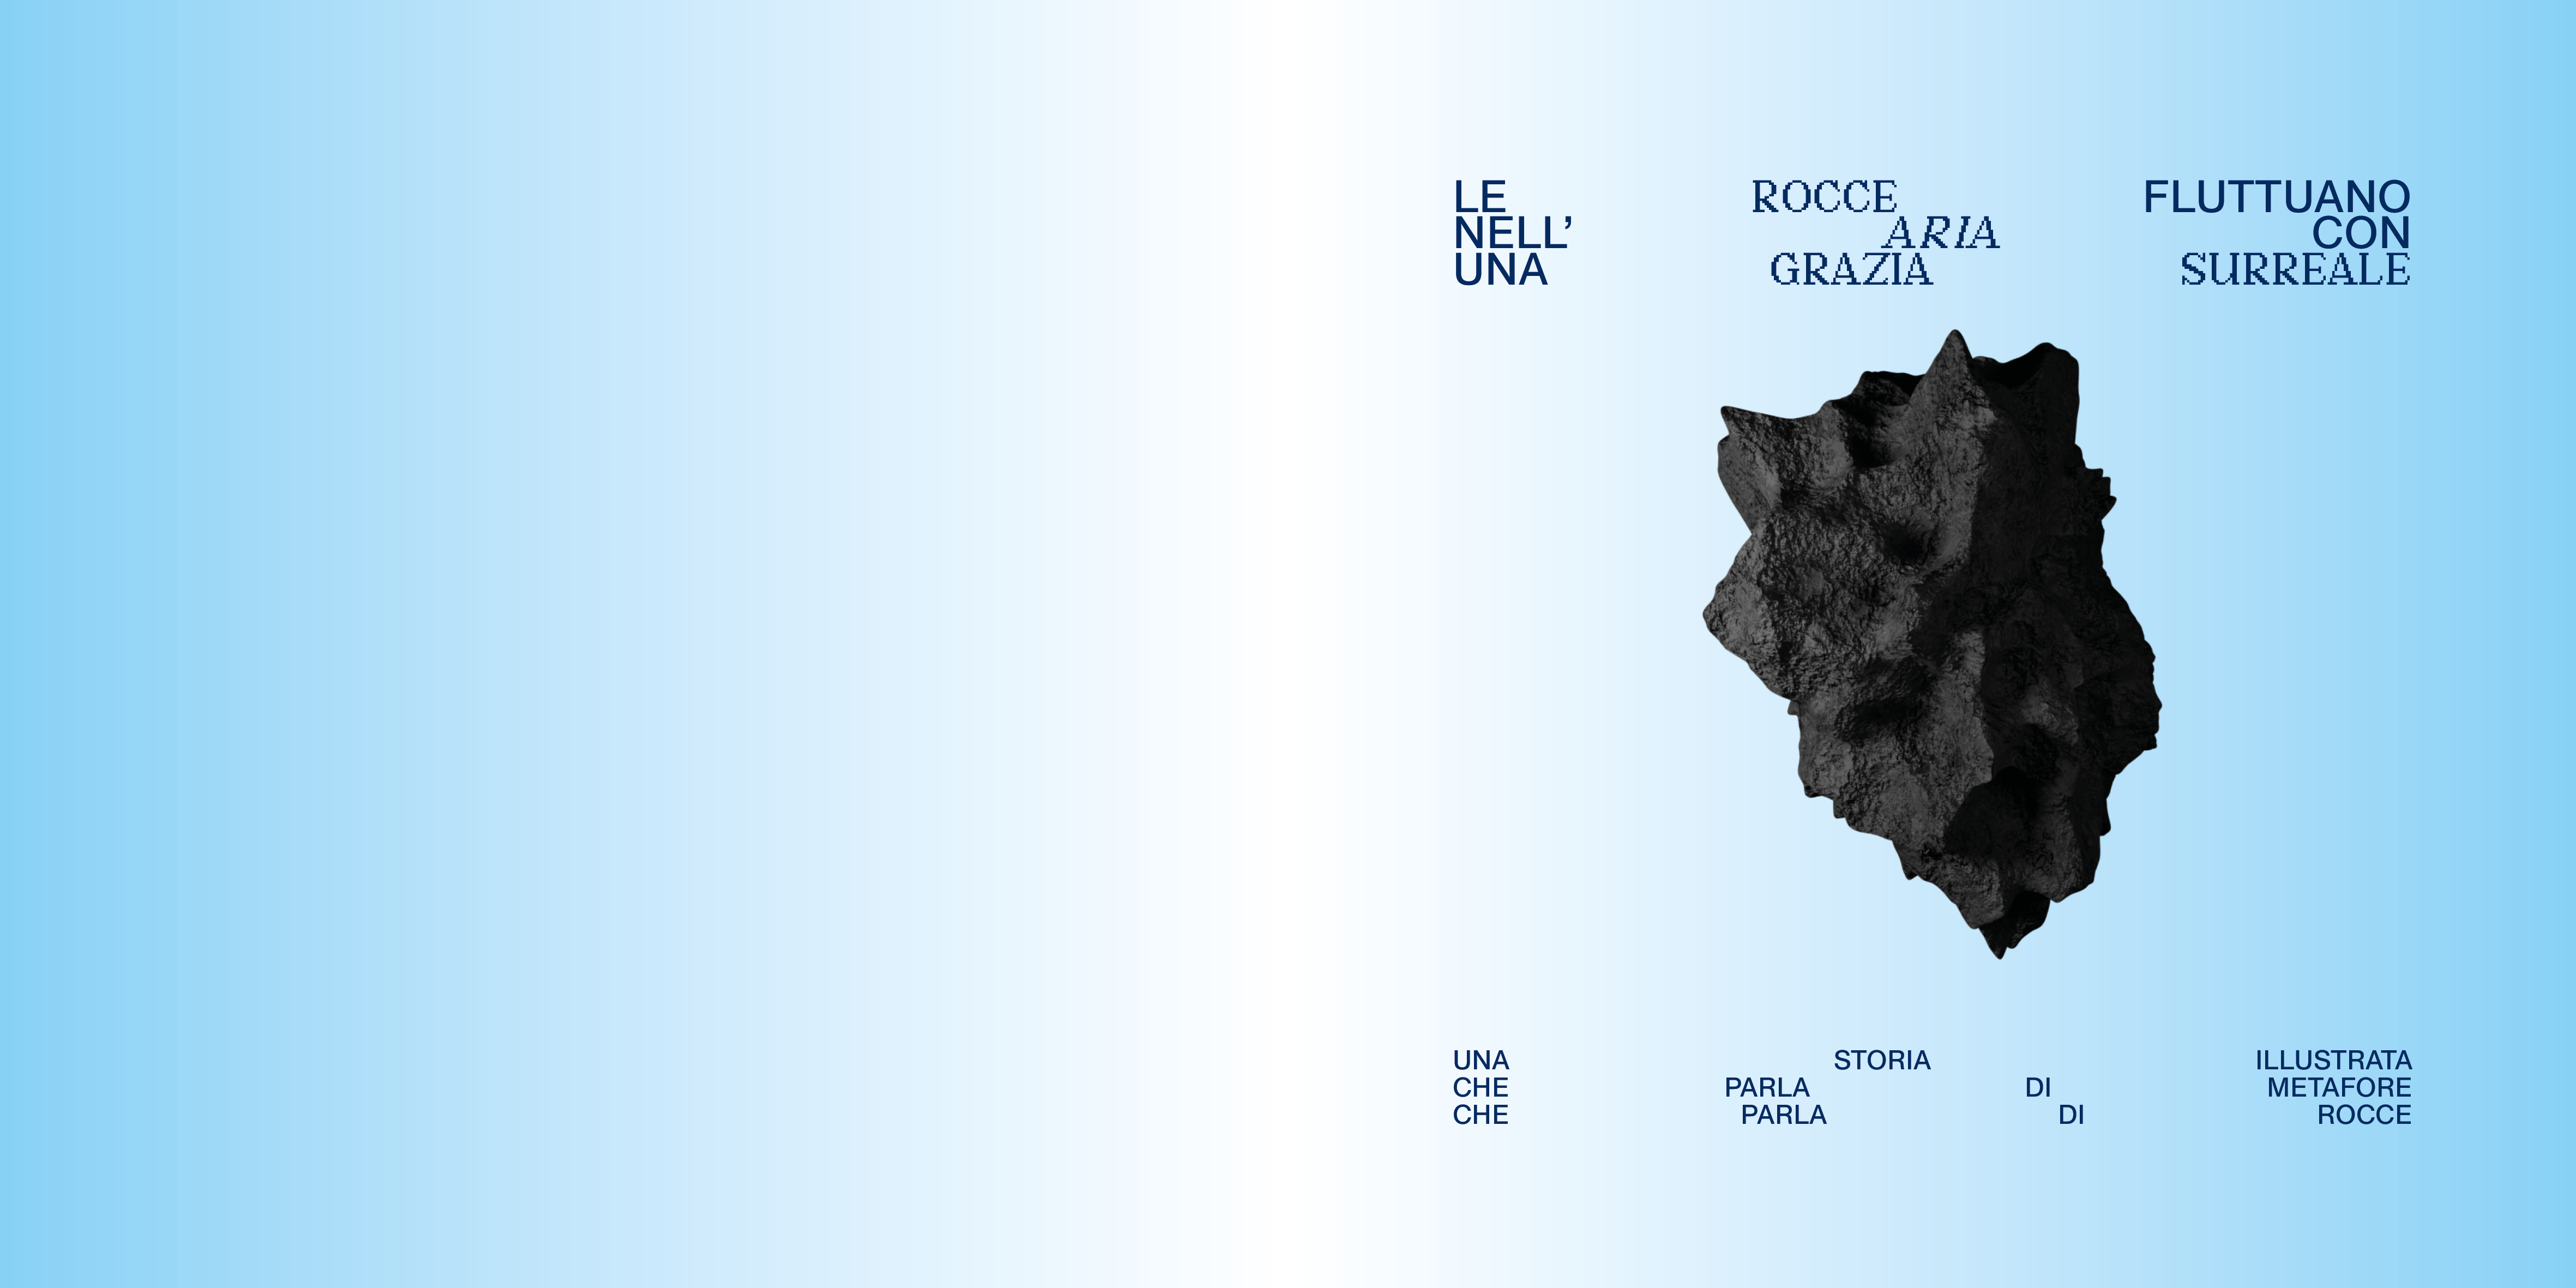 LE ROCCE FLUTTUANO
NELL’ ARIA CON
UNA GRAZIA SURREALE
UNA STORIA ILLUSTRATA
CHE PARLA DI METAFORE
CHE PARLA DI ROCCE